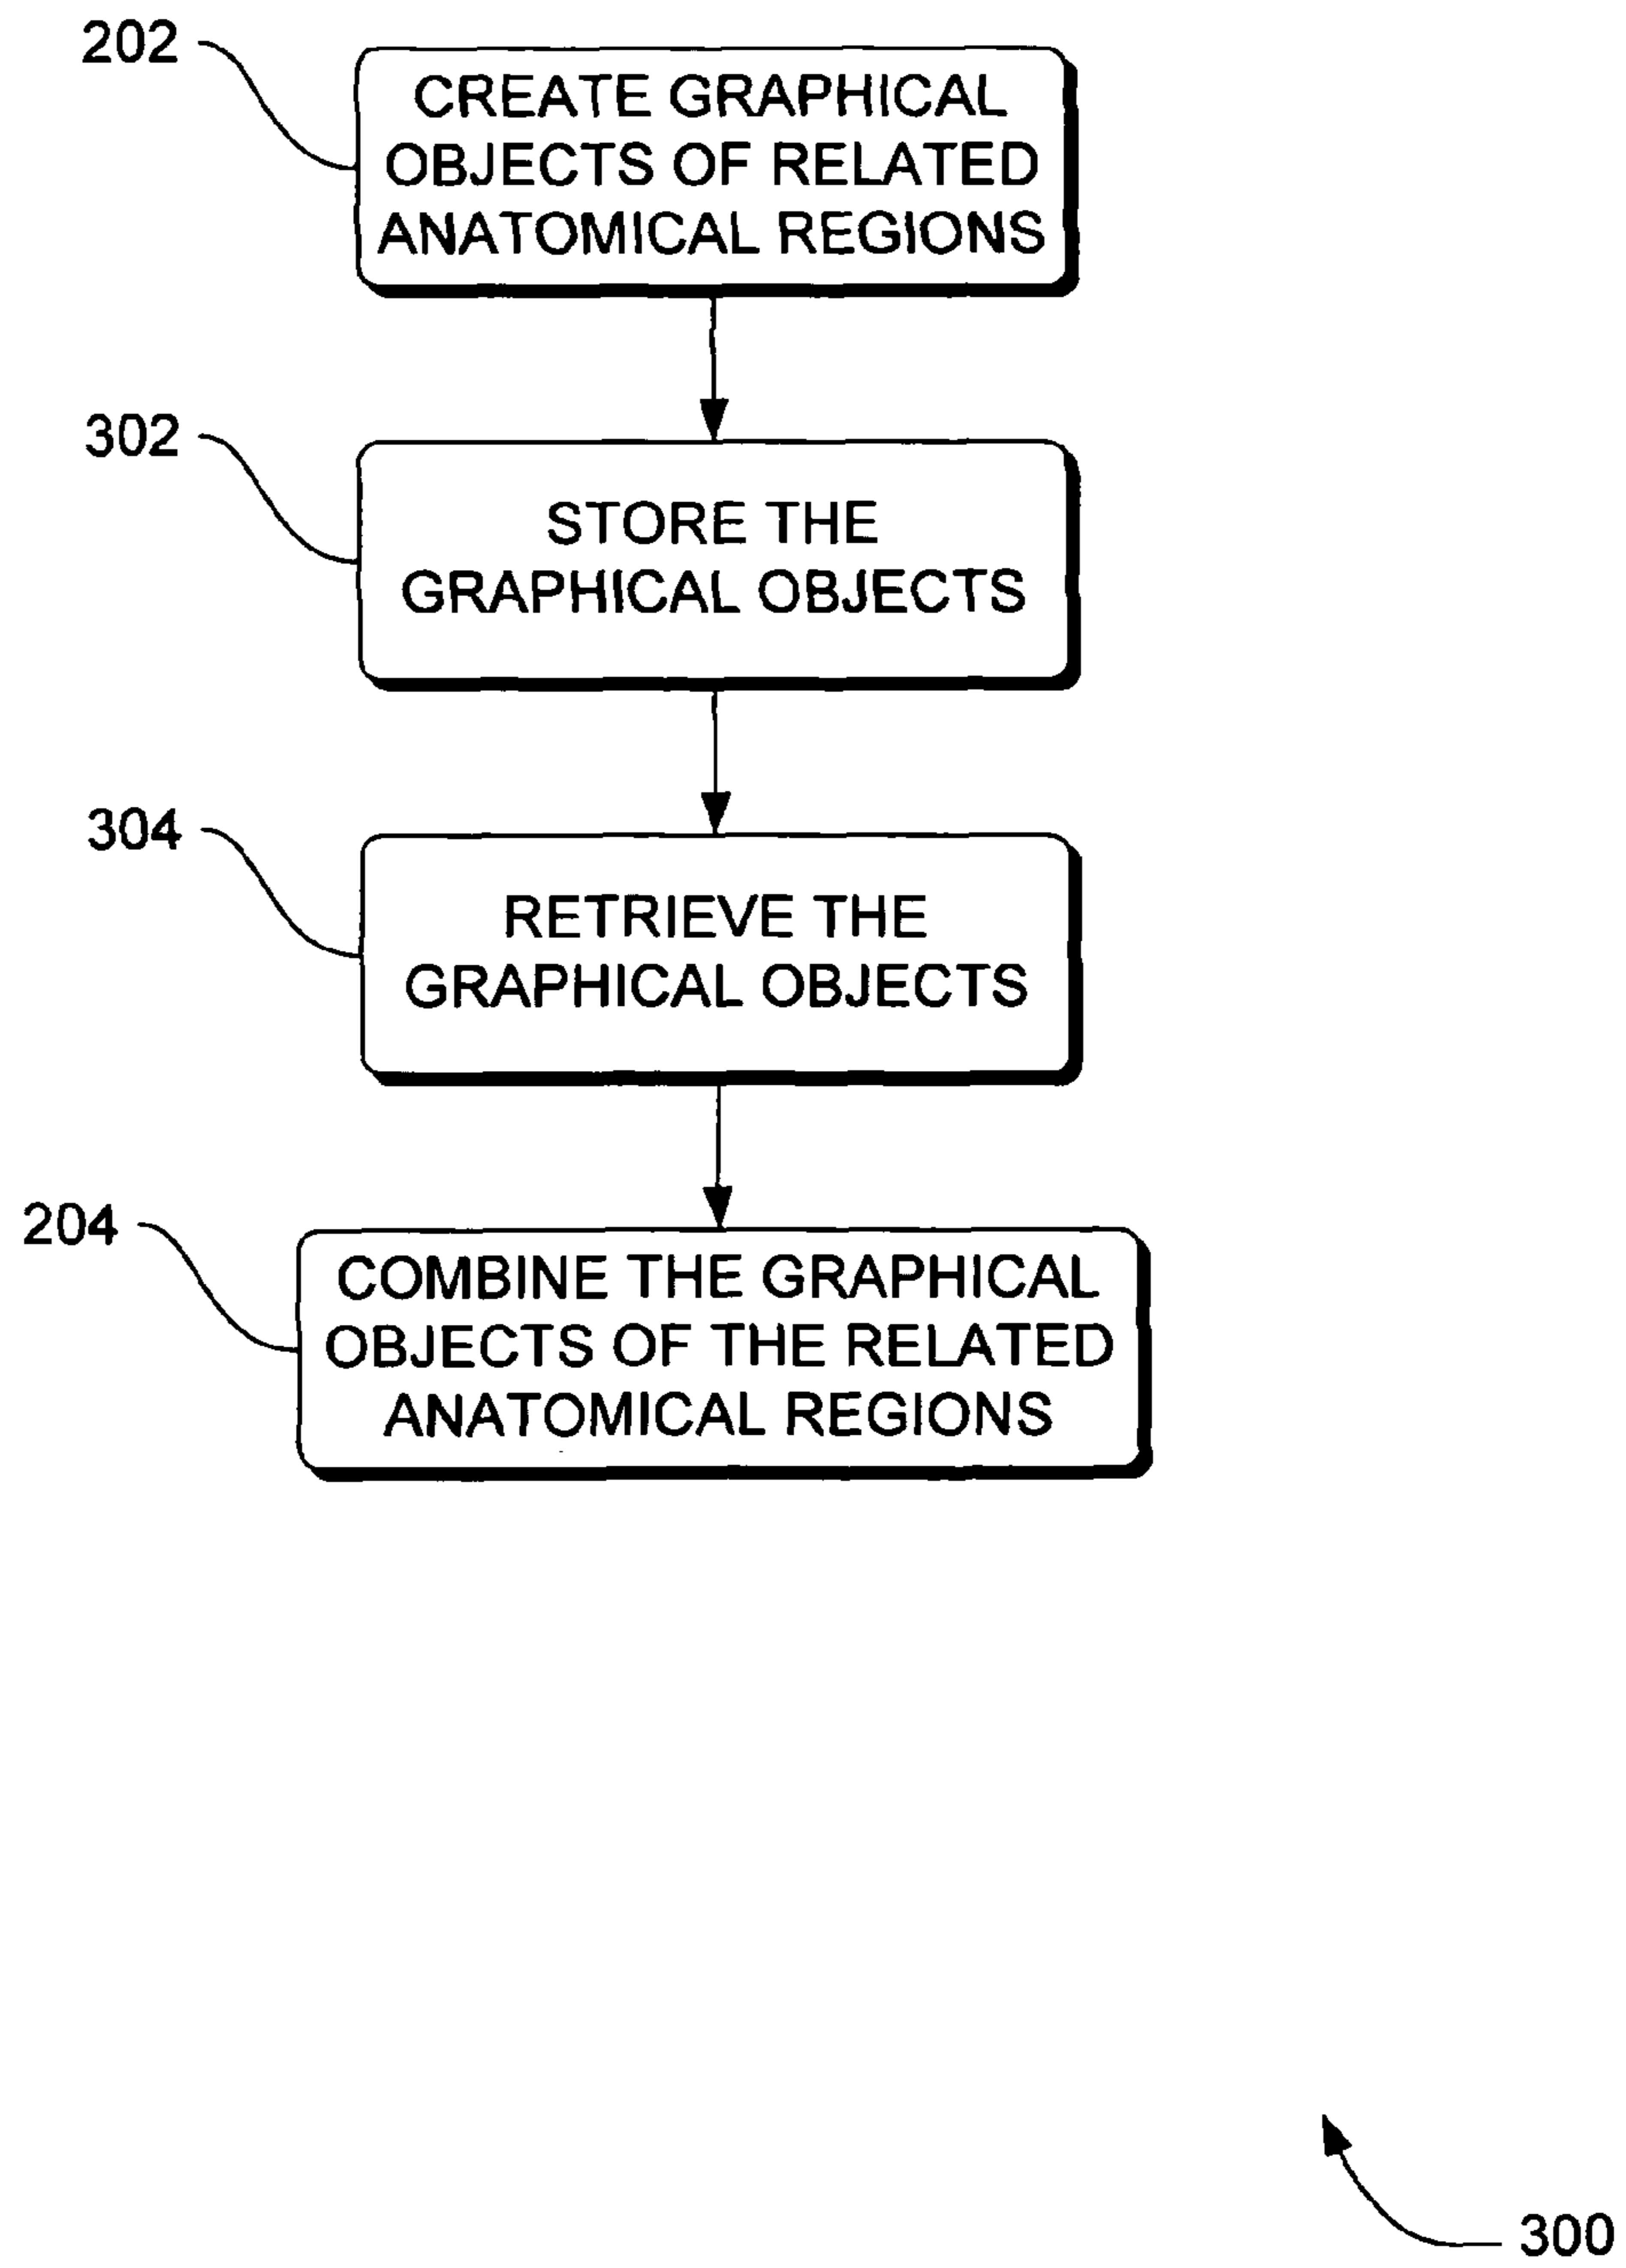 202
CREATE GRAPHICAL
OBJECTS OF RELATED
ANATOMICAL REGIONS
302
STORE THE
GRAPHICAL OBJECTS
304
RETRIEVE THE
GRAPHICAL OBJECTS
204
COMBINE THE GRAPHICAL
OBJECTS OF THE RELATED
ANATOMICAL REGIONS
300